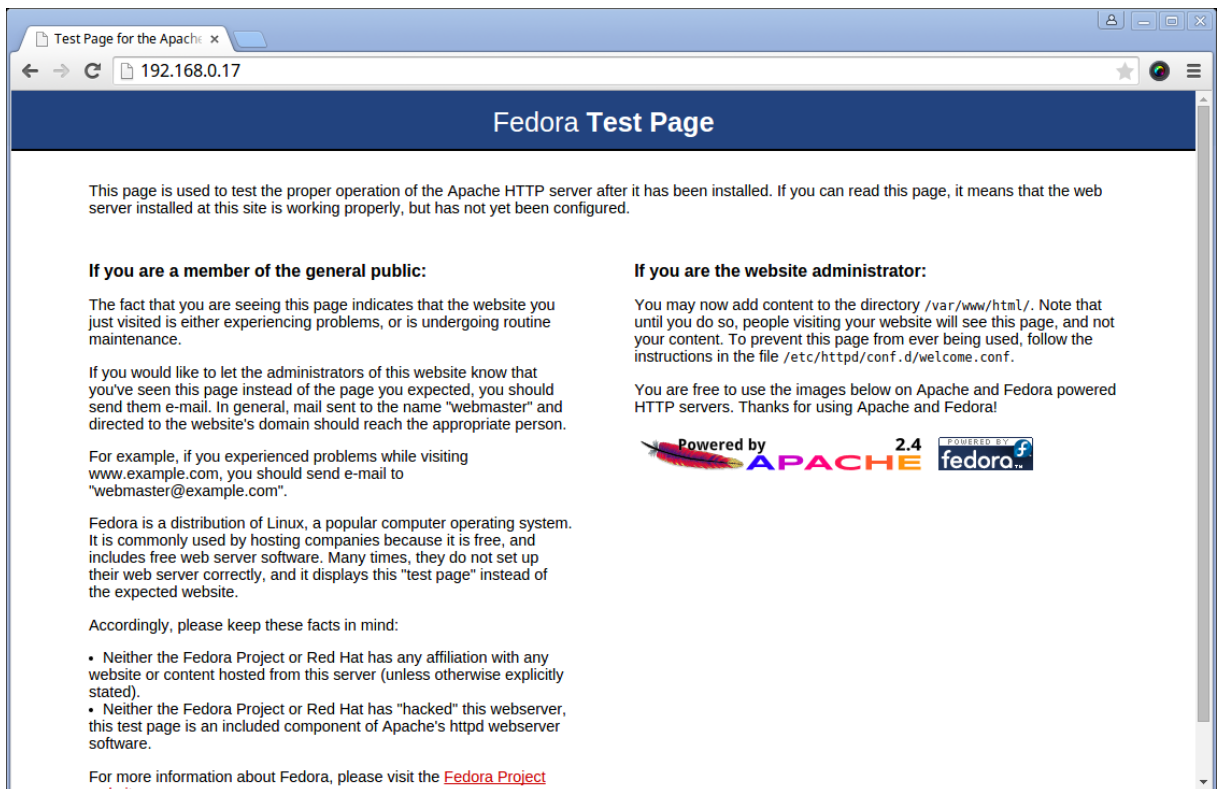 Test Page for the Apache
192.168.0.17
Fedora Test Page
This page is used to test the proper operation of the Apache HTTP server after it has been installed. If you can read this page, it means that the web
server installed at this site is working properly, but has not yet been configured.
If you are a member of the general public:
The fact that you are seeing this page indicates that the website you
just visited is either experiencing problems, or is undergoing routine
maintenance.
If you would like to let the administrators of this website know that
you've seen this page instead of the page you expected, you should
send them e-mail. In general, mail sent to the name "webmaster" and
directed to the website's domain should reach the appropriate person.
For example, if you experienced problems while visiting
www.example.com, you should send e-mail to
"webmaster@example.com".
Fedora is a distribution of Linux, a popular computer operating system.
It is commonly used by hosting companies because it is free, and
includes free web server software. Many times, they do not set up
their web server correctly, and it displays this "test page" instead of
the expected website.
Accordingly, please keep these facts in mind:
• Neither the Fedora Project or Red Hat has any affiliation with any
website or content hosted from this server (unless otherwise explicitly
stated).
• Neither the Fedora Project or Red Hat has "hacked" this webserver,
this test page is an included component of Apache's httpd webserver
software.
For more information about Fedora, please visit the Fedora Project
If you are the website administrator:
You may now add content to the directory /var/www/html/. Note that
until you do so, people visiting your website will see this page, and not
your content. To prevent this page from ever being used, follow the
instructions in the file /etc/httpd/conf.d/welcome.conf.
You are free to use the images below on Apache and Fedora powered
HTTP servers. Thanks for using Apache and Fedora!
Powered by 2.4
APACHE
POWERED BY
fedora™